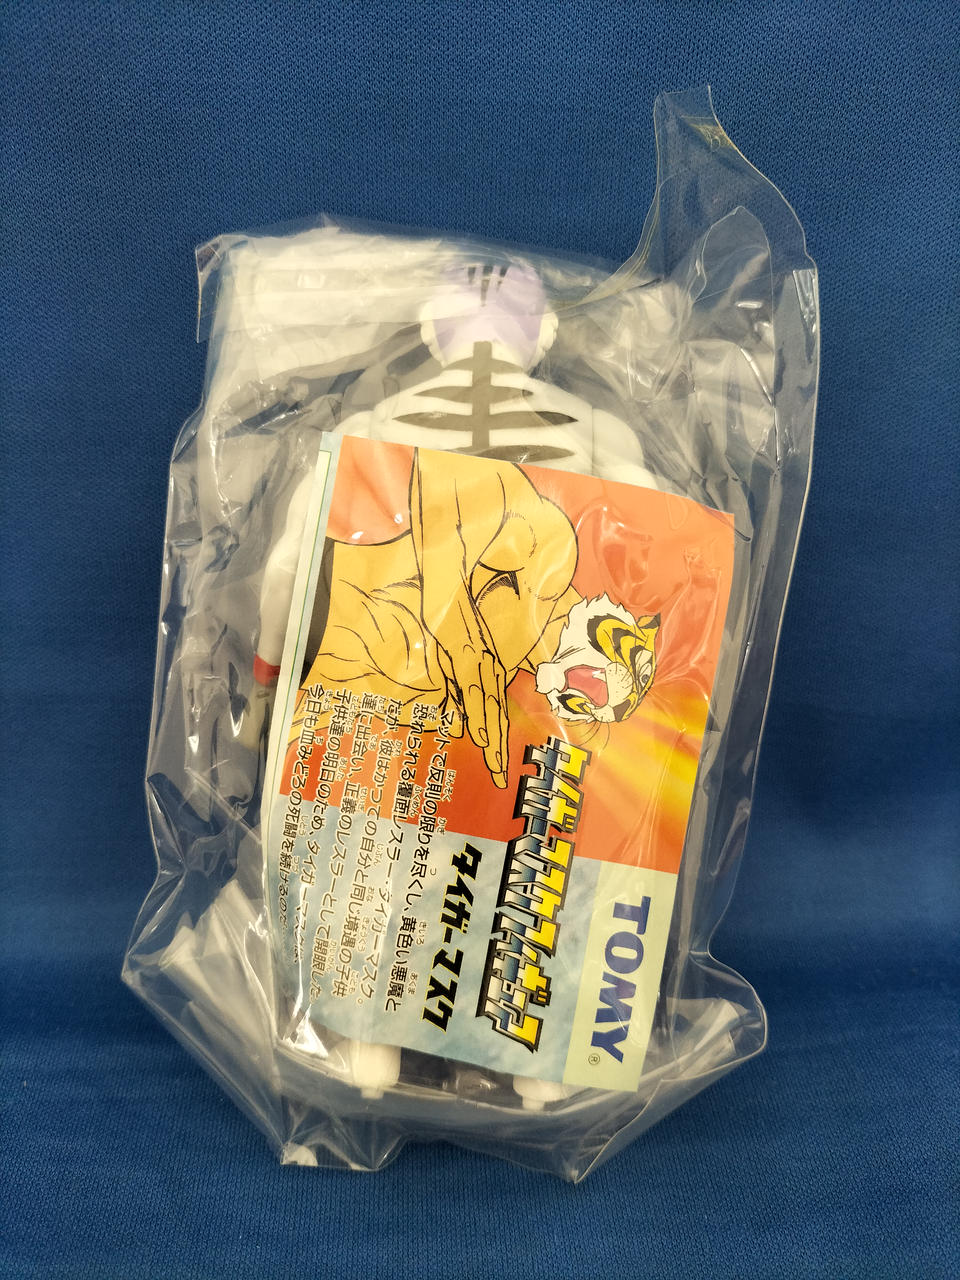 TOMY®
タイガーマスクフィギュア
タイガーマスク
マットで反則の限りを尽くし、黄色い悪魔と
恐れられる覆面レスラー・タイガーマスク。
だが、彼はかつての自分と同じ境遇の子供
達に出会い、正義のレスラーとして開眼した。
子供達の明日のため、タイガーマスクは、
今日も血みどろの死闘を続けるのだ